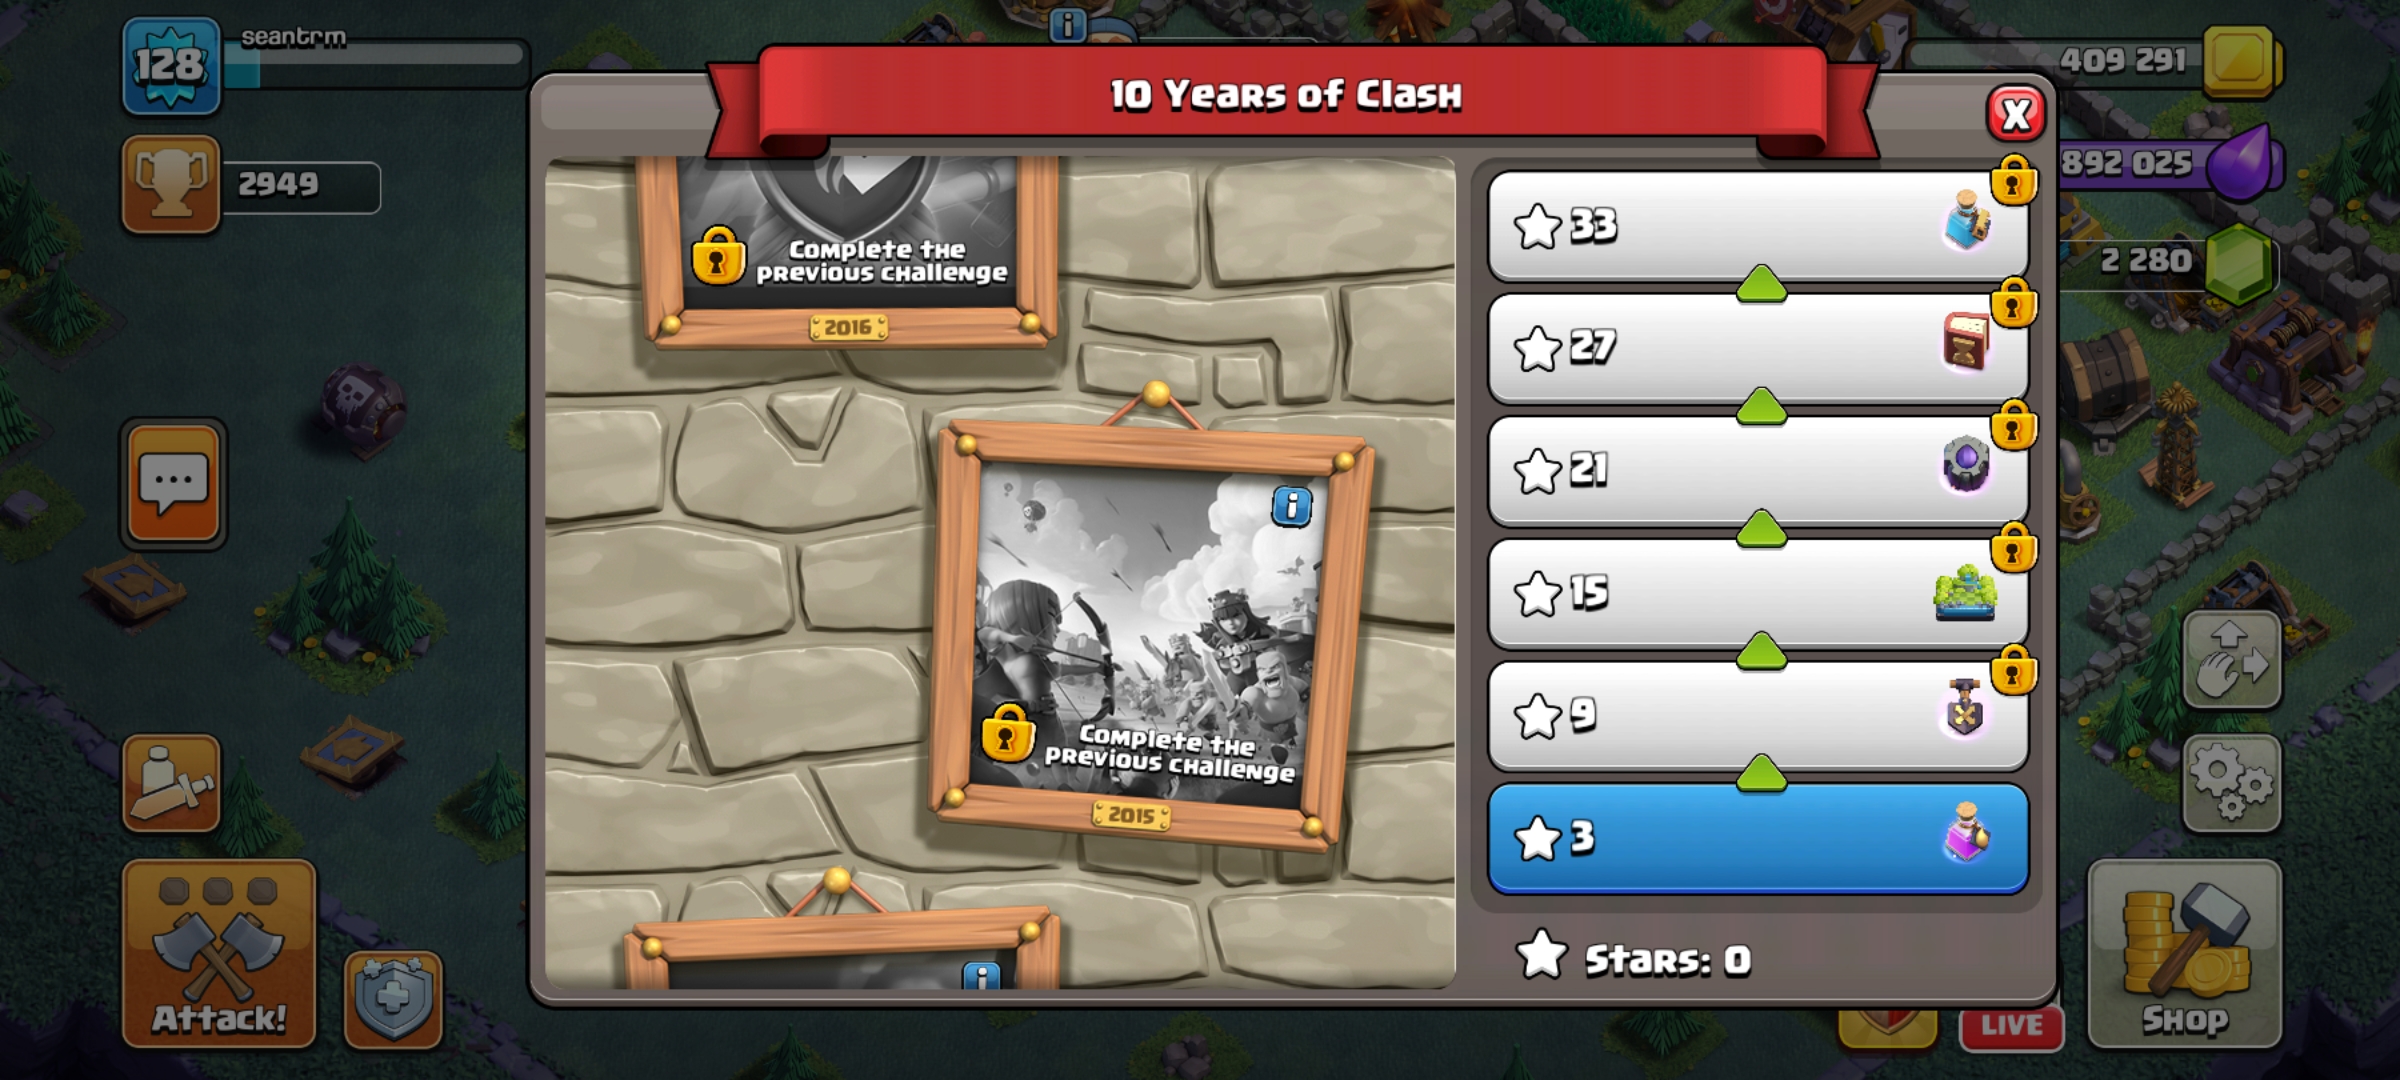 128
seantrm
10 Years of Clash
X
409 291
2949
892 025
2 280
Complete the
previous challenge
2016
i
Complete the
previous challenge
2015
i
33
27
21
15
9
3
Stars: 0
Attack!
LIVE
Shop
i